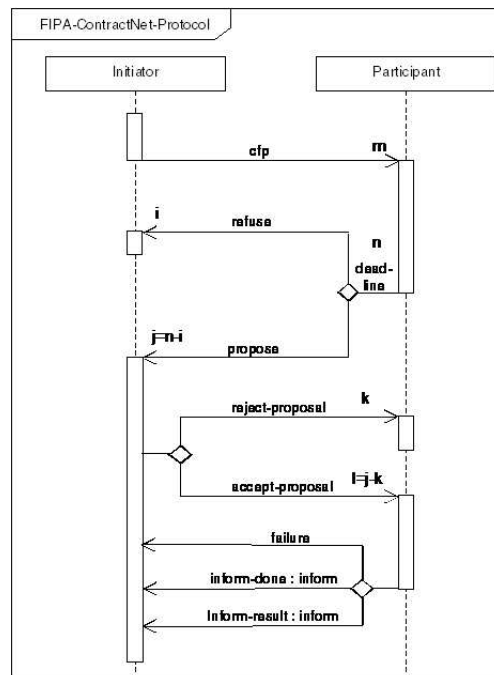 FIPA-ContractNet-Protocol
Initiator
Participant
cfp
m
i
refuse
n
dead-
line
j=n-i
propose
reject-proposal
k
accept-proposal
l=j-k
failure
inform-done : inform
Inform-result : inform